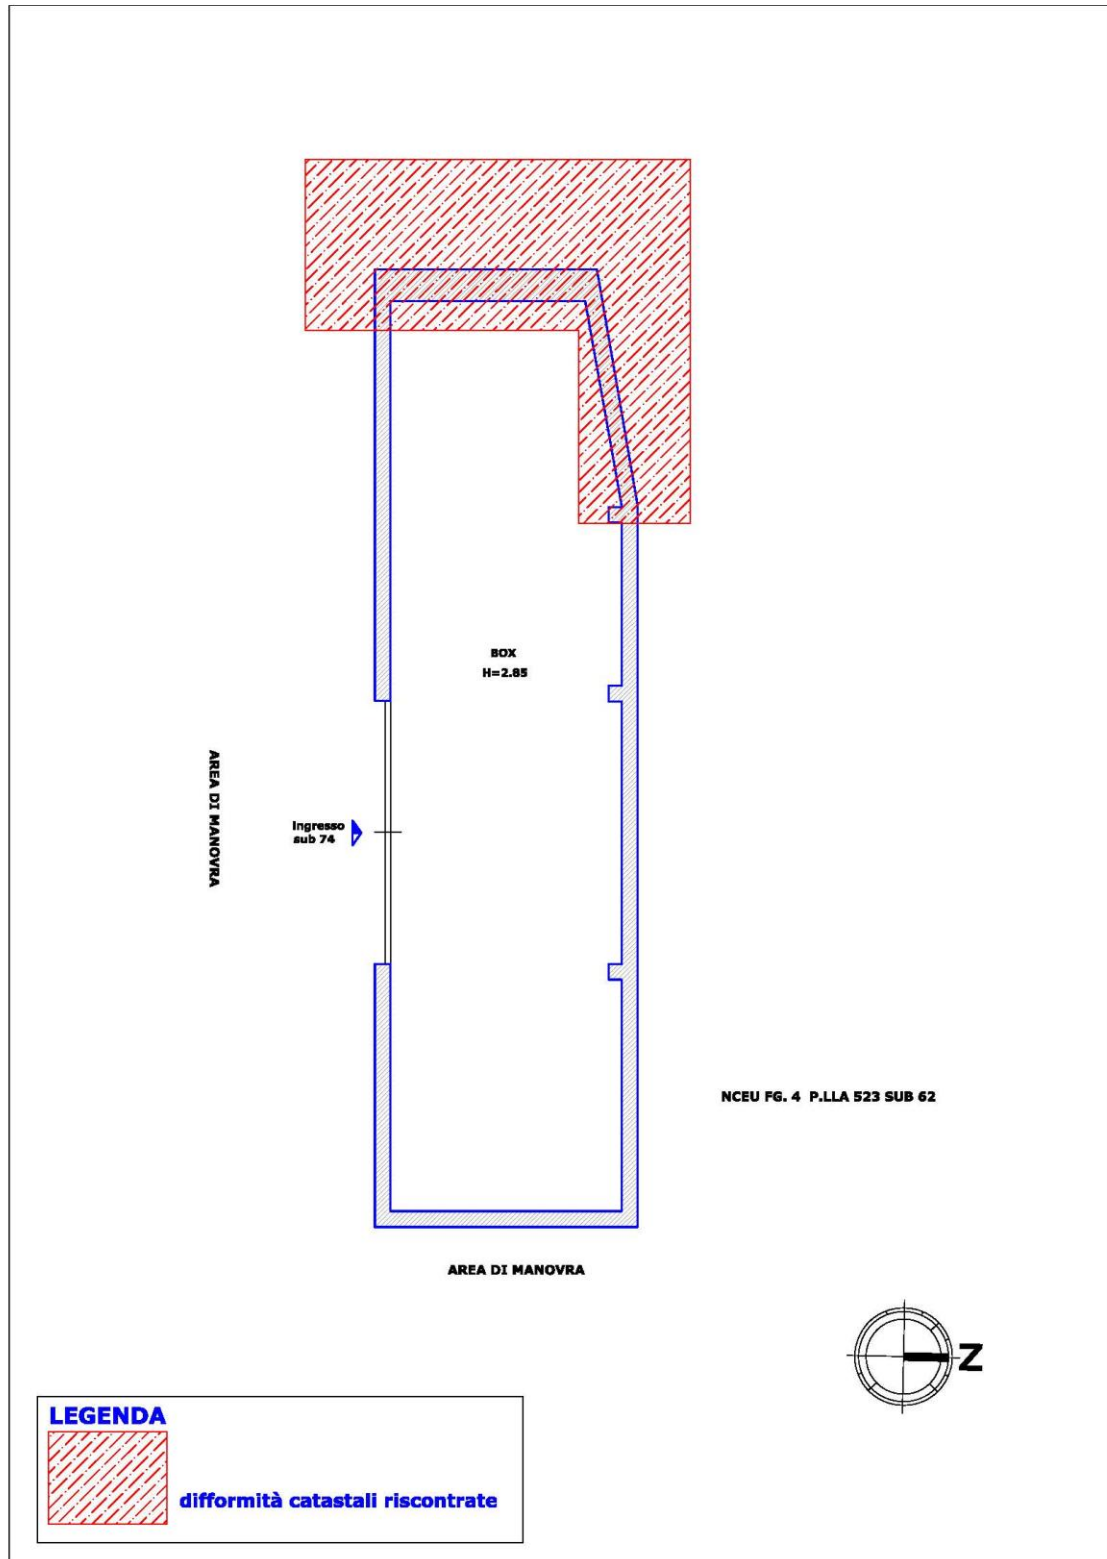 BOX
H=2.85
AREA DI MANOVRA
Ingresso
sub 74
NCEU FG. 4 P.LLA 523 SUB 62
AREA DI MANOVRA
N
LEGENDA
difformità catastali riscontrate